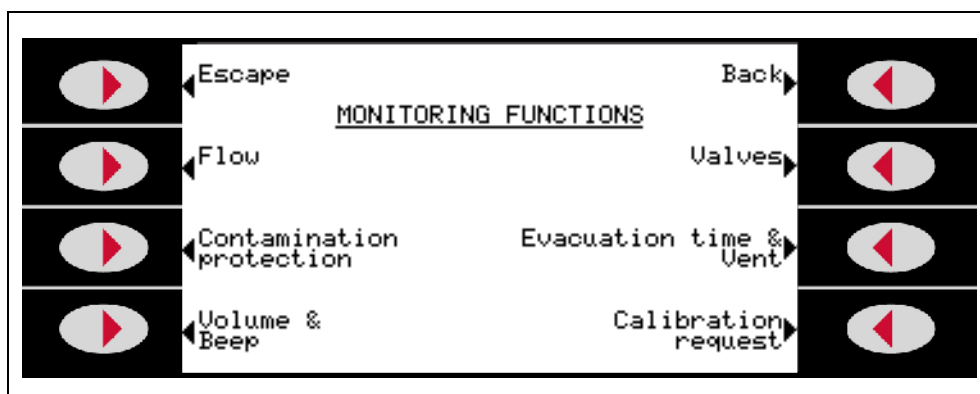 Escape
Back
MONITORING FUNCTIONS
Flow
Valves
Contamination
protection
Evacuation time &
Vent
Volume &
Beep
Calibration
request